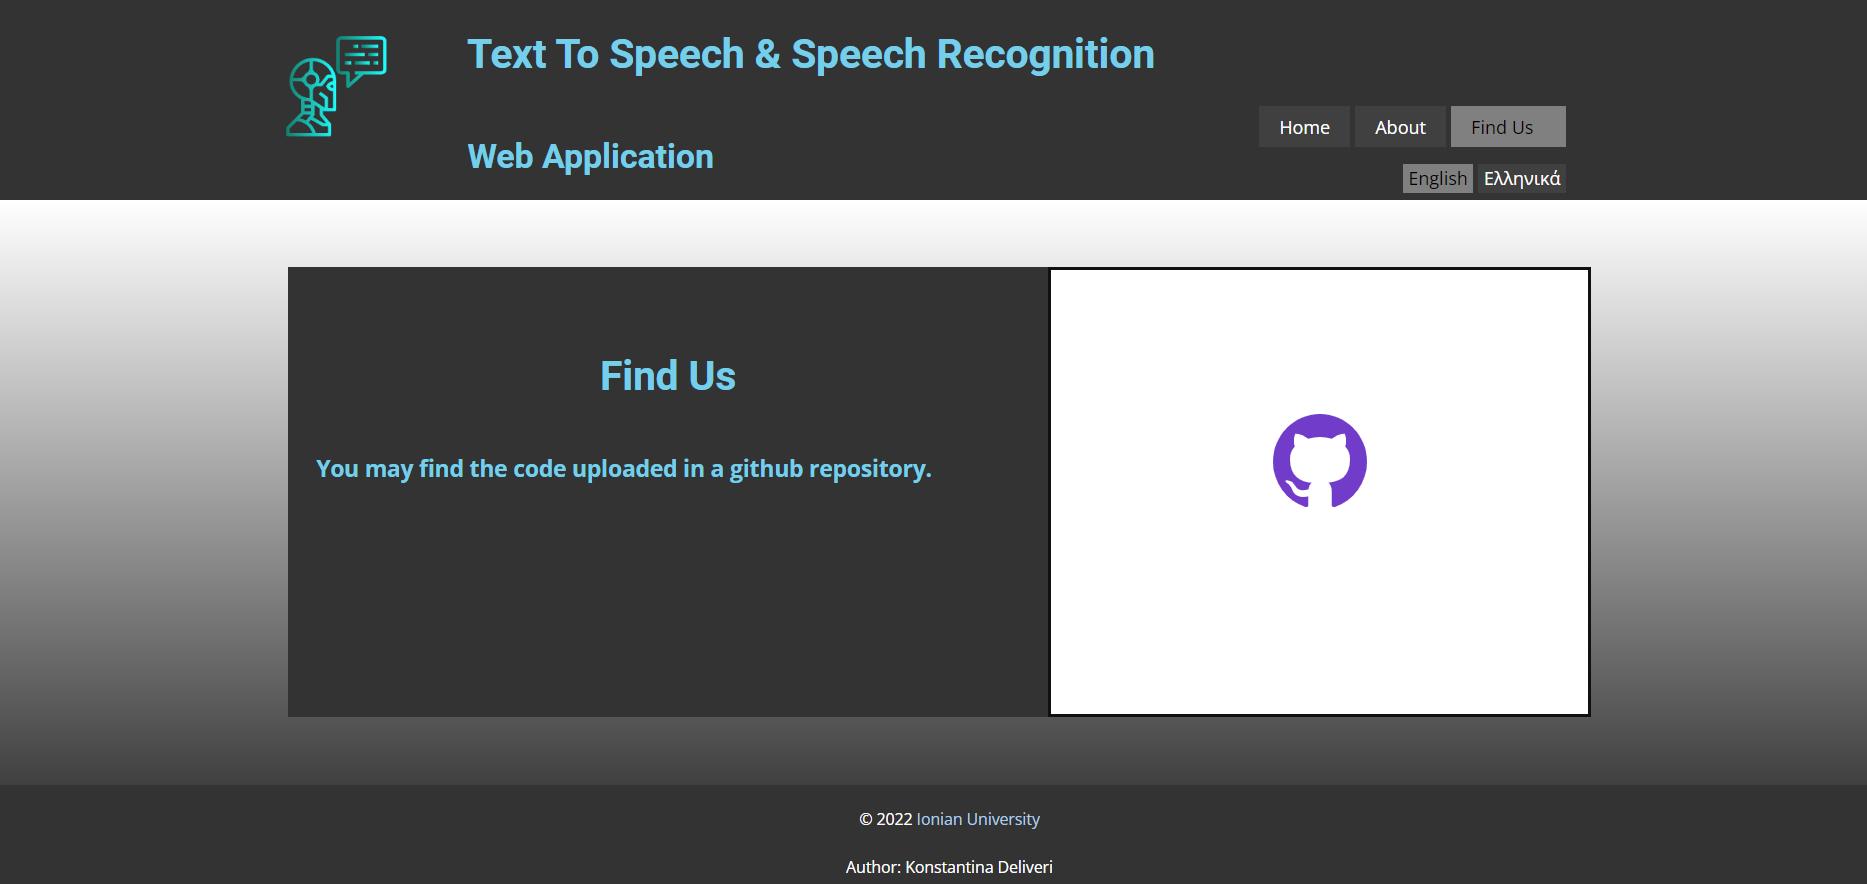 Text To Speech & Speech Recognition
Web Application
Home About Find Us
English Ελληνικά
Find Us
You may find the code uploaded in a github repository.
© 2022 Ionian University
Author: Konstantina Deliveri